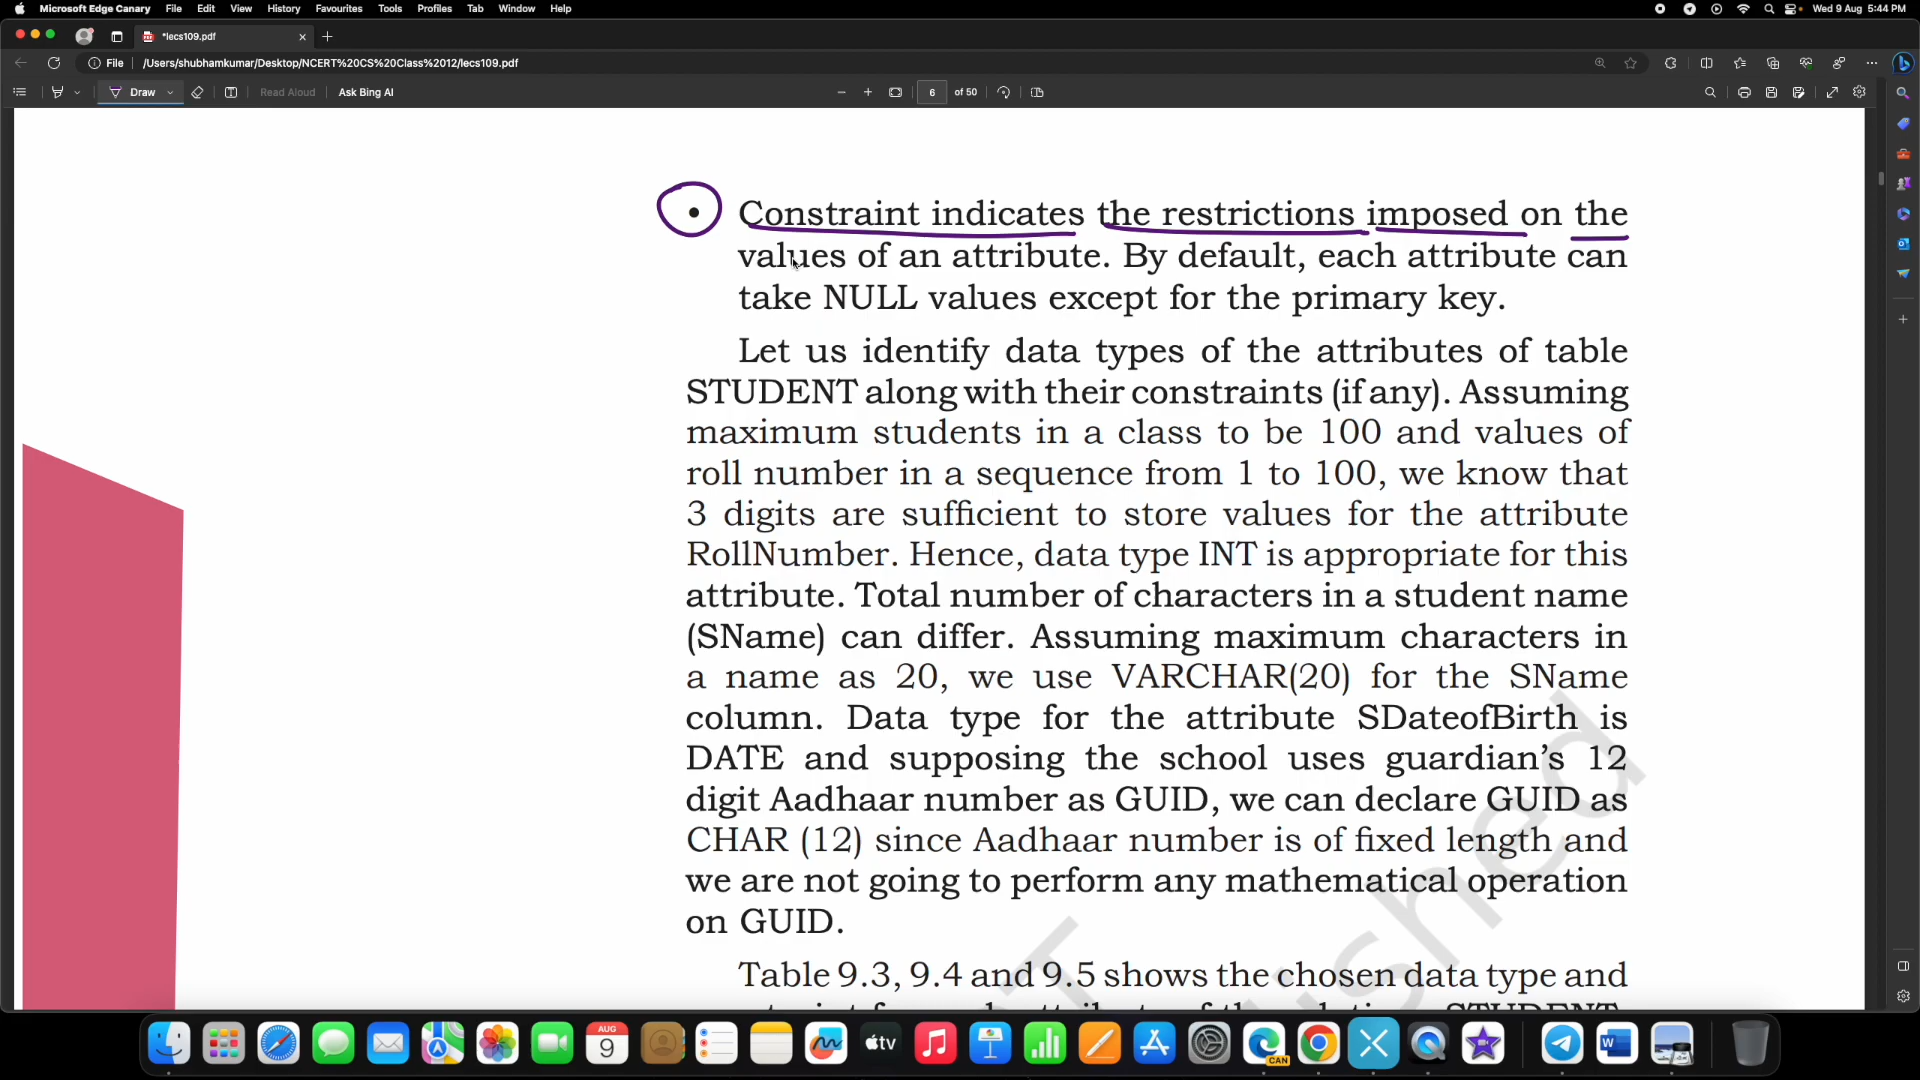 Microsoft Edge Canary File Edit View History Favourites Tools Profiles Tab Window Help Wed 9 Aug 5:44 PM
*lecs109.pdf
File /Users/shubhamkumar/Desktop/NCERT%20CS%20Class%2012/lecs109.pdf
Draw Read Aloud Ask Bing AI 6 of 50
• Constraint indicates the restrictions imposed on the
values of an attribute. By default, each attribute can
take NULL values except for the primary key.
Let us identify data types of the attributes of table
STUDENT along with their constraints (if any). Assuming
maximum students in a class to be 100 and values of
roll number in a sequence from 1 to 100, we know that
3 digits are sufficient to store values for the attribute
RollNumber. Hence, data type INT is appropriate for this
attribute. Total number of characters in a student name
(SName) can differ. Assuming maximum characters in
a name as 20, we use VARCHAR(20) for the SName
column. Data type for the attribute SDateofBirth is
DATE and supposing the school uses guardian’s 12
digit Aadhaar number as GUID, we can declare GUID as
CHAR (12) since Aadhaar number is of fixed length and
we are not going to perform any mathematical operation
on GUID.
Table 9.3, 9.4 and 9.5 shows the chosen data type and
AUG
9
tv
CAN